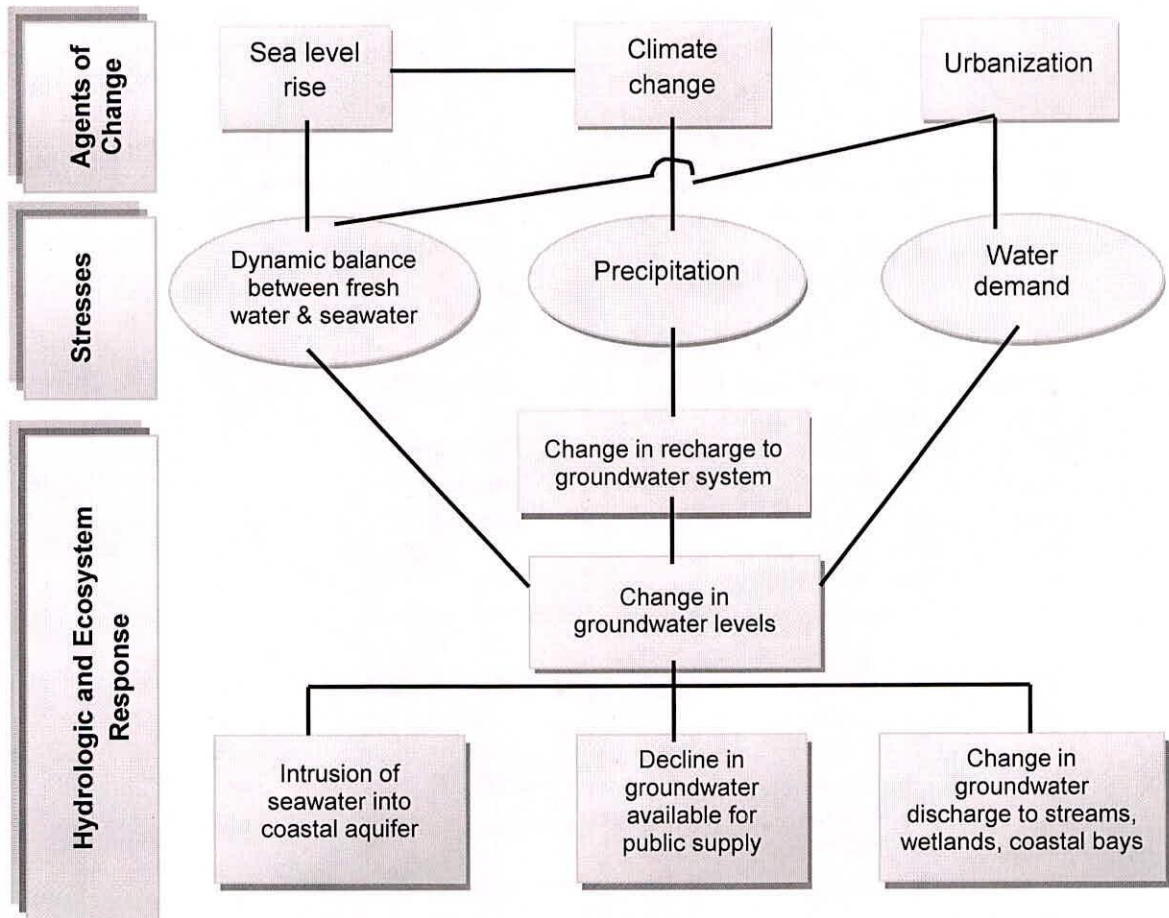 Agents of
Change
Sea level
rise
Climate
change
Urbanization
Stresses
Dynamic balance
between fresh
water & seawater
Precipitation
Water
demand
Hydrologic and Ecosystem
Response
Change in recharge to
groundwater system
Change in
groundwater levels
Intrusion of
seawater into
coastal aquifer
Decline in
groundwater
available for
public supply
Change in
groundwater
discharge to streams,
wetlands, coastal bays